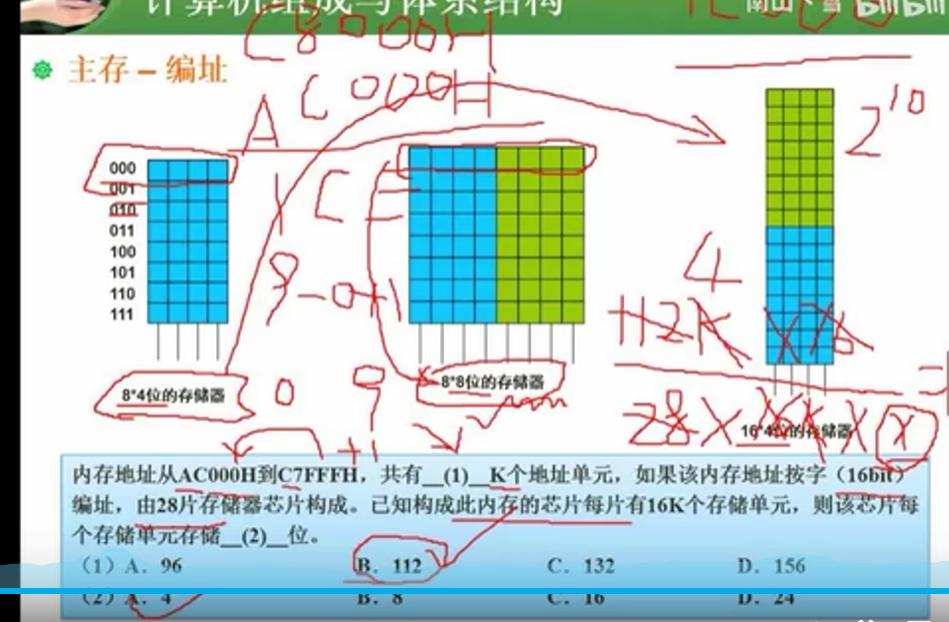 计算机组成与体系结构
主存 – 编址
C8000H
C000H
A
2^10
000
001
010
011
100
101
110
111
4
112K × 16
28 × 16K × x
8*4位的存储器
8*8位的存储器
16*4位的存储器
内存地址从AC000H到C7FFFH，共有__(1)__K个地址单元，如果该内存地址按字（16bit）
编址，由28片存储器芯片构成。已知构成此内存的芯片每片有16K个存储单元，则该芯片每
个存储单元存储__(2)__位。
（1）A．96 B．112 C．132 D．156
（2）A．4 B．8 C．16 D．24